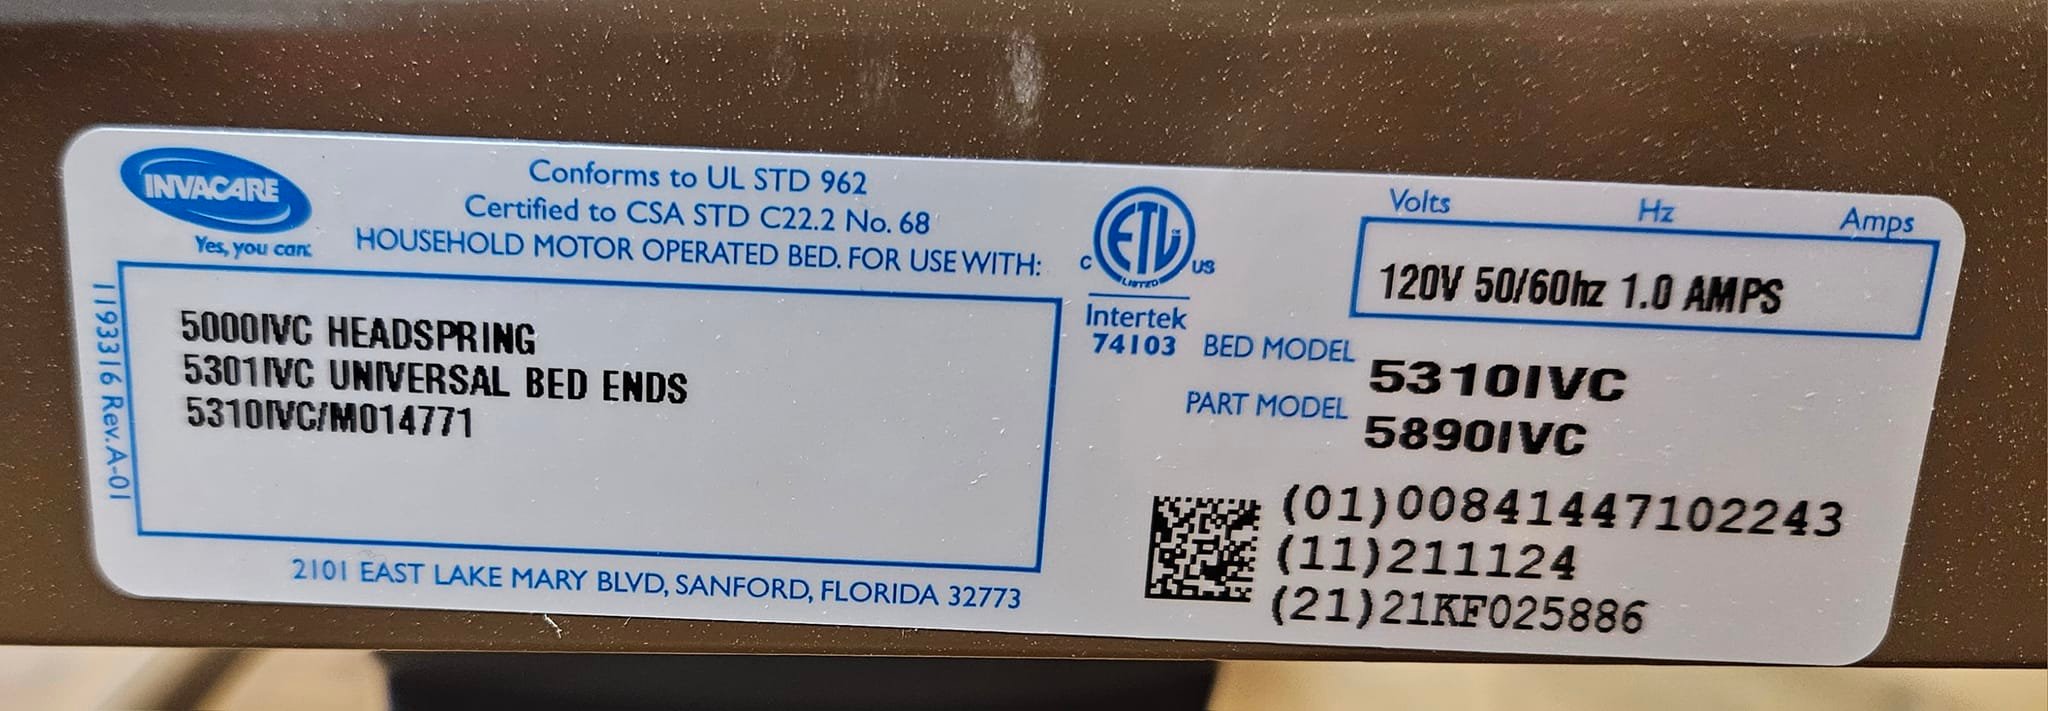 INVACARE
Yes, you can.
Conforms to UL STD 962
Certified to CSA STD C22.2 No. 68
HOUSEHOLD MOTOR OPERATED BED. FOR USE WITH:
1193316 Rev.A-01
5000IVC HEADSPRING
5301IVC UNIVERSAL BED ENDS
5310IVC/M014771
2101 EAST LAKE MARY BLVD, SANFORD, FLORIDA 32773
ETL
LISTED
C US
Intertek
74103
Volts Hz Amps
120V 50/60hz 1.0 AMPS
BED MODEL 5310IVC
PART MODEL 5890IVC
(01)00841447102243
(11)211124
(21)21KF025886